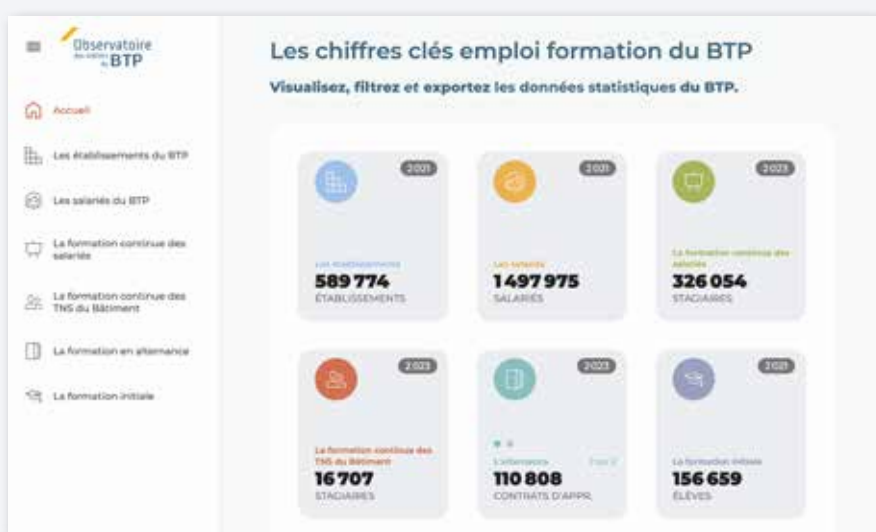 Observatoire
des métiers
du BTP
Accueil
Les établissements du BTP
Les salariés du BTP
La formation continue des
salariés
La formation continue des
TNS du Bâtiment
La formation en alternance
La formation initiale
Les chiffres clés emploi formation du BTP
Visualisez, filtrez et exportez les données statistiques du BTP.
2021
Les établissements
589 774
ÉTABLISSEMENTS
2021
Les salariés
1 497 975
SALARIÉS
2023
La formation continue des
salariés
326 054
STAGIAIRES
2023
La formation continue des
TNS du Bâtiment
16 707
STAGIAIRES
2023
L'alternance
110 808
CONTRATS D'APPR.
2021
La formation initiale
156 659
ÉLÈVES